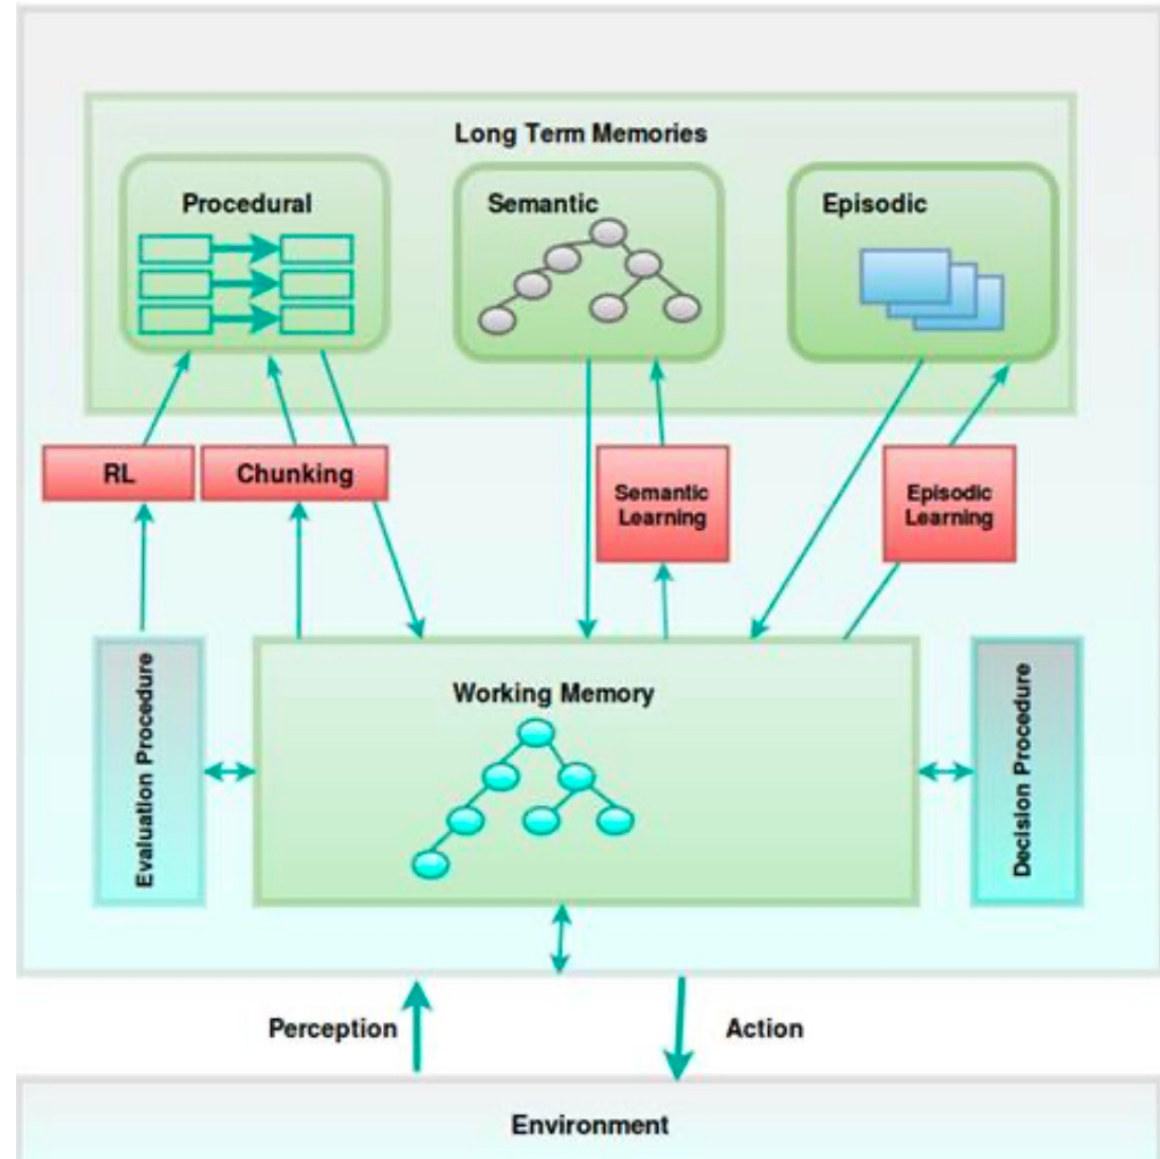 Long Term Memories
Procedural
Semantic
Episodic
RL
Chunking
Semantic
Learning
Episodic
Learning
Evaluation Procedure
Working Memory
Decision Procedure
Perception
Action
Environment